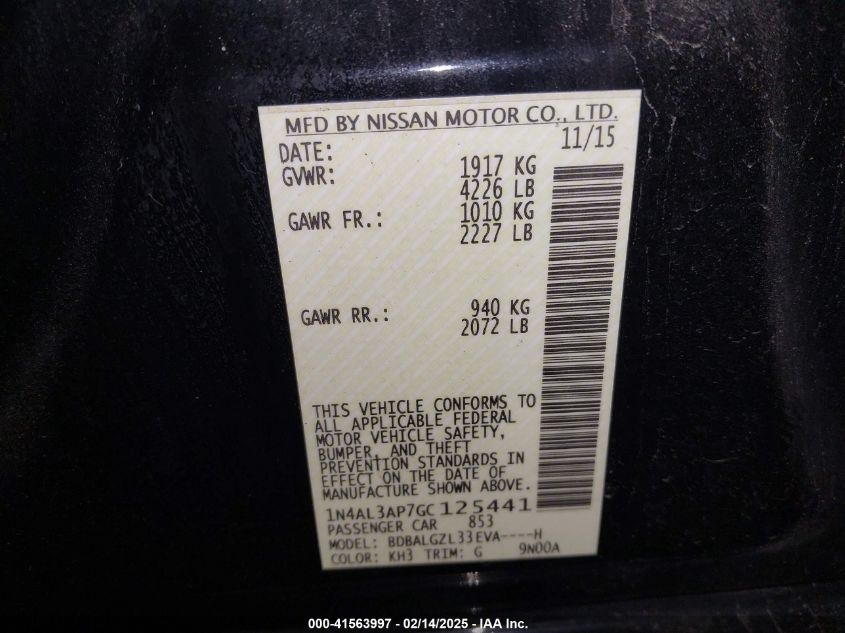 MFD BY NISSAN MOTOR CO., LTD.
DATE: 11/15
GVWR: 1917 KG
4226 LB
GAWR FR.: 1010 KG
2227 LB
GAWR RR.: 940 KG
2072 LB
THIS VEHICLE CONFORMS TO
ALL APPLICABLE FEDERAL
MOTOR VEHICLE SAFETY,
BUMPER, AND THEFT
PREVENTION STANDARDS IN
EFFECT ON THE DATE OF
MANUFACTURE SHOWN ABOVE.
1N4AL3AP7GC125441
PASSENGER CAR 853
MODEL: BDBALGZL33EVA----H
COLOR: KH3 TRIM: G 9N00A
000-41563997 - 02/14/2025 - IAA Inc.